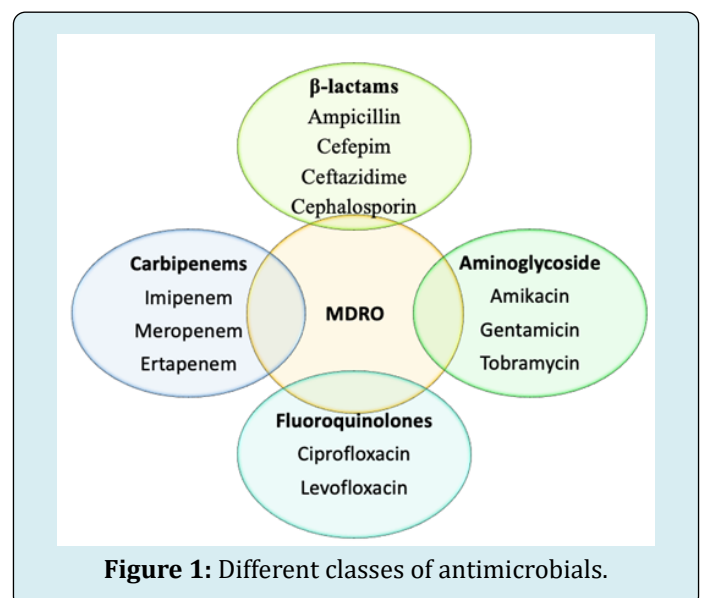 β-lactams
Ampicillin
Cefepim
Ceftazidime
Cephalosporin
Carbipenems
Imipenem
Meropenem
Ertapenem
MDRO
Aminoglycoside
Amikacin
Gentamicin
Tobramycin
Fluoroquinolones
Ciprofloxacin
Levofloxacin
Figure 1: Different classes of antimicrobials.